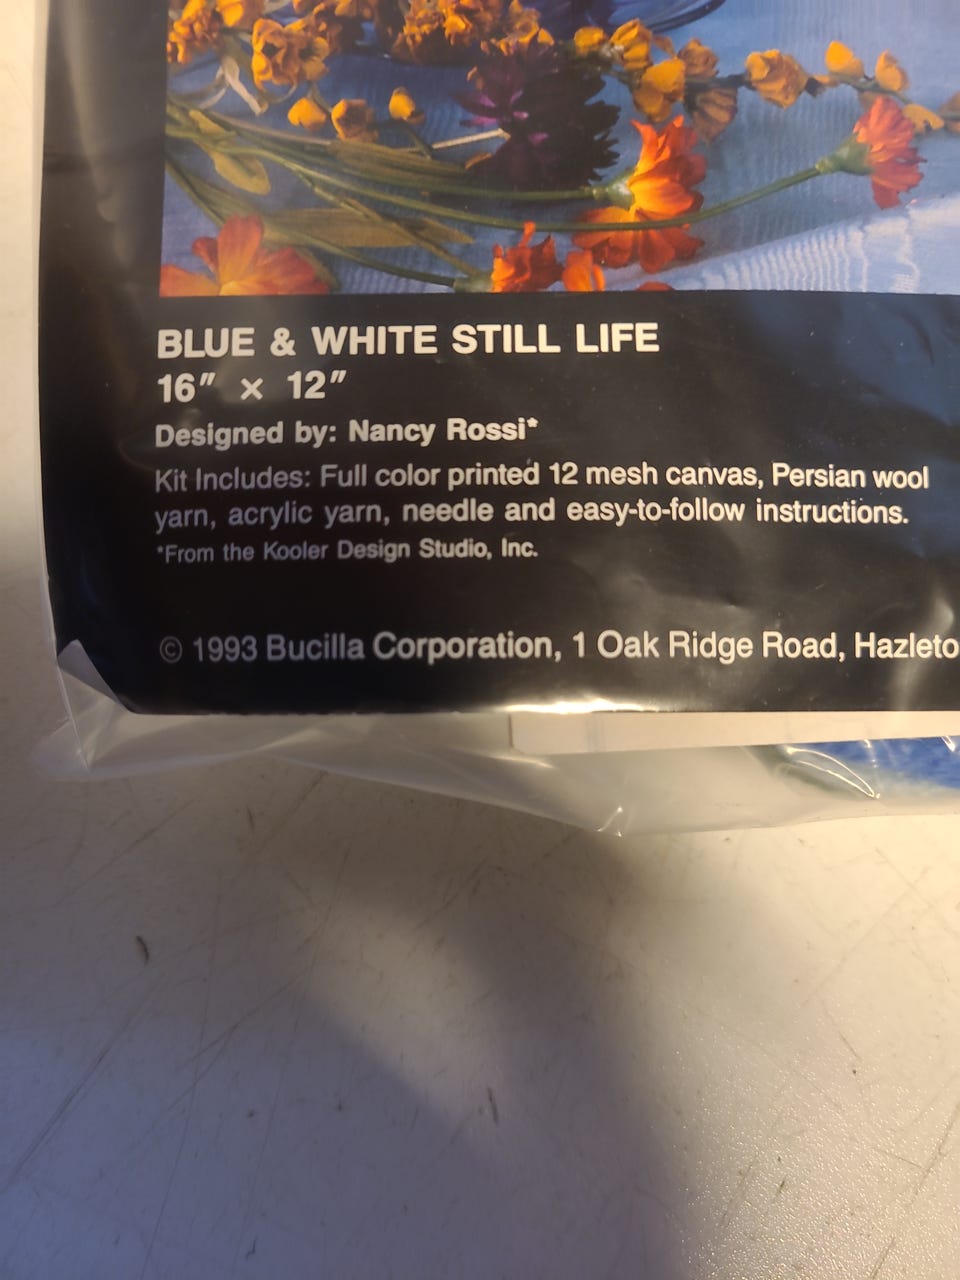 BLUE & WHITE STILL LIFE
16" × 12"
Designed by: Nancy Rossi*
Kit Includes: Full color printed 12 mesh canvas, Persian wool
yarn, acrylic yarn, needle and easy-to-follow instructions.
*From the Kooler Design Studio, Inc.
© 1993 Bucilla Corporation, 1 Oak Ridge Road, Hazleto